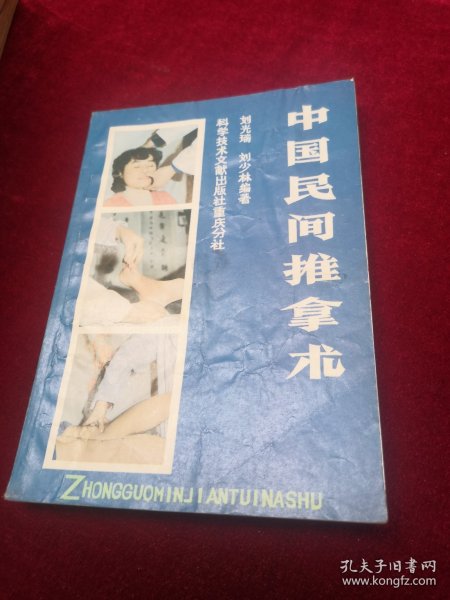 中国民间推拿术
刘光瑞 刘少林编著
科学技术文献出版社重庆分社
ZHONGGUOMINJIANTUINASHU
孔夫子旧书网
www.kongfz.com